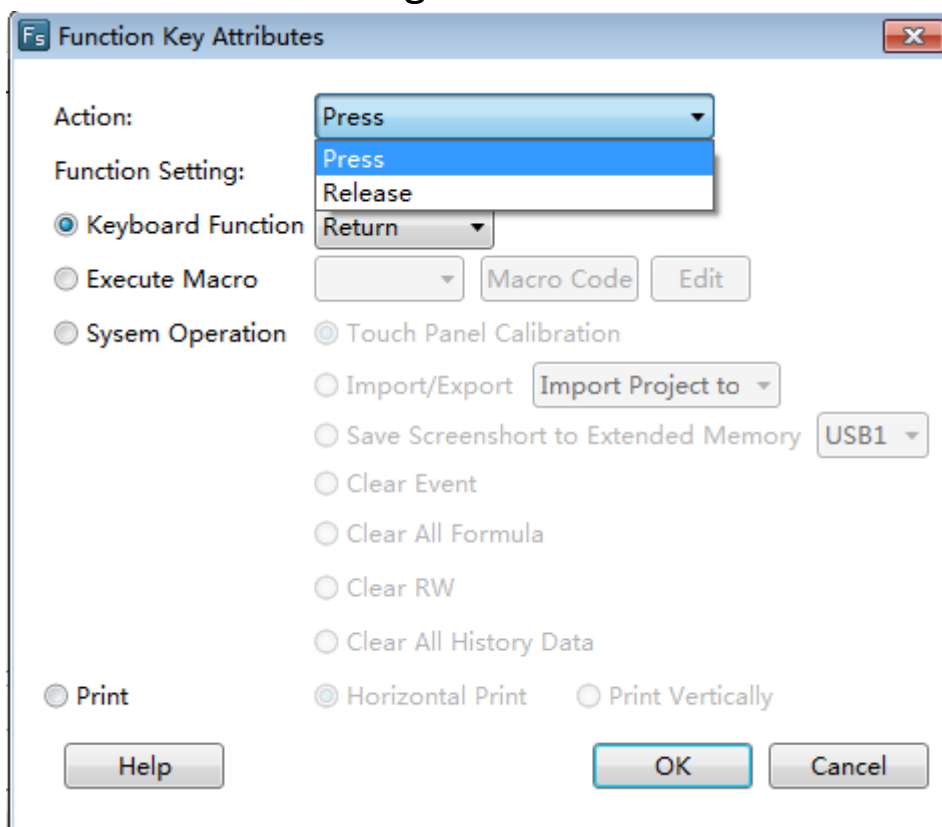 Fs Function Key Attributes
Action: Press
Press
Function Setting:
Release
Keyboard Function Return
Execute Macro Macro Code Edit
Sysem Operation Touch Panel Calibration
Import/Export Import Project to
Save Screenshort to Extended Memory USB1
Clear Event
Clear All Formula
Clear RW
Clear All History Data
Print Horizontal Print Print Vertically
Help OK Cancel